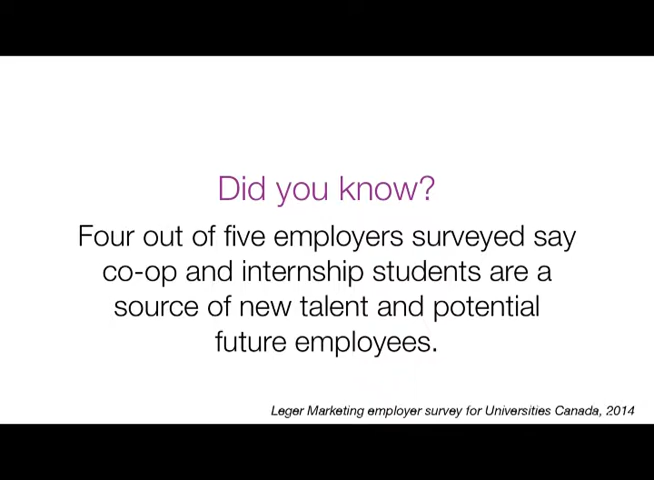 Did you know?
Four out of five employers surveyed say
co-op and internship students are a
source of new talent and potential
future employees.
Leger Marketing employer survey for Universities Canada, 2014